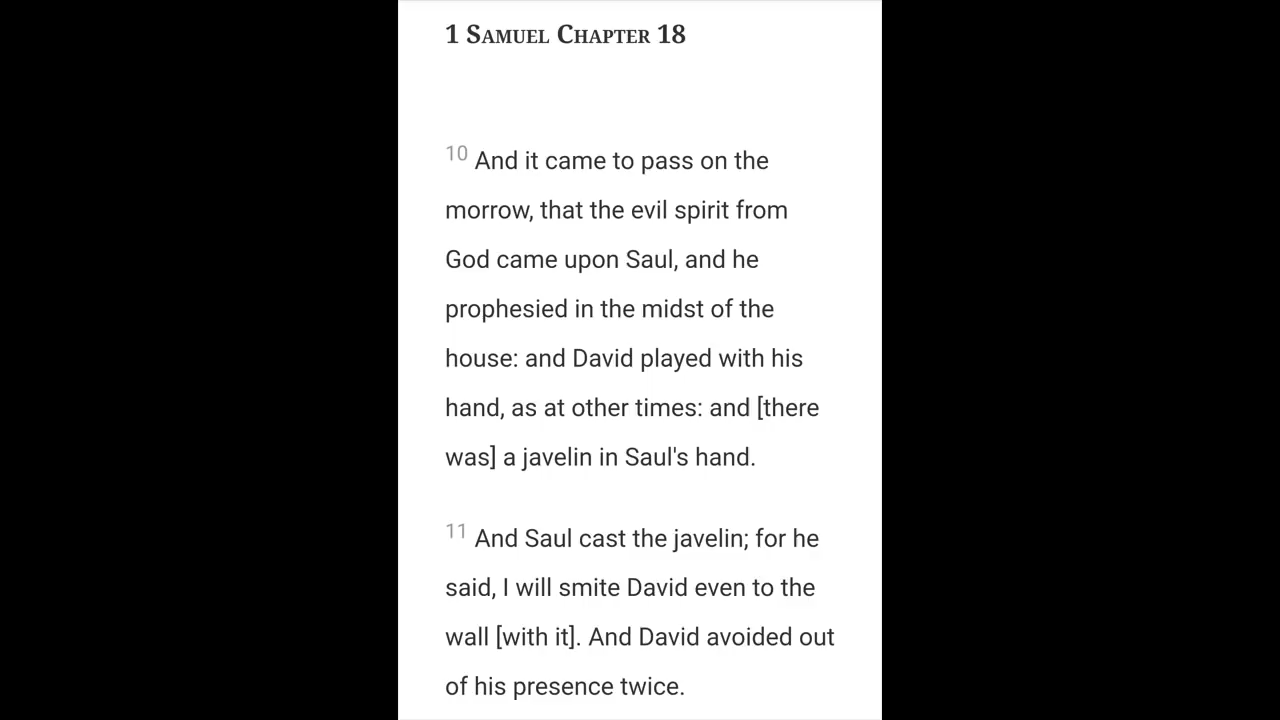 1 Samuel Chapter 18
10 And it came to pass on the
morrow, that the evil spirit from
God came upon Saul, and he
prophesied in the midst of the
house: and David played with his
hand, as at other times: and [there
was] a javelin in Saul's hand.
11 And Saul cast the javelin; for he
said, I will smite David even to the
wall [with it]. And David avoided out
of his presence twice.